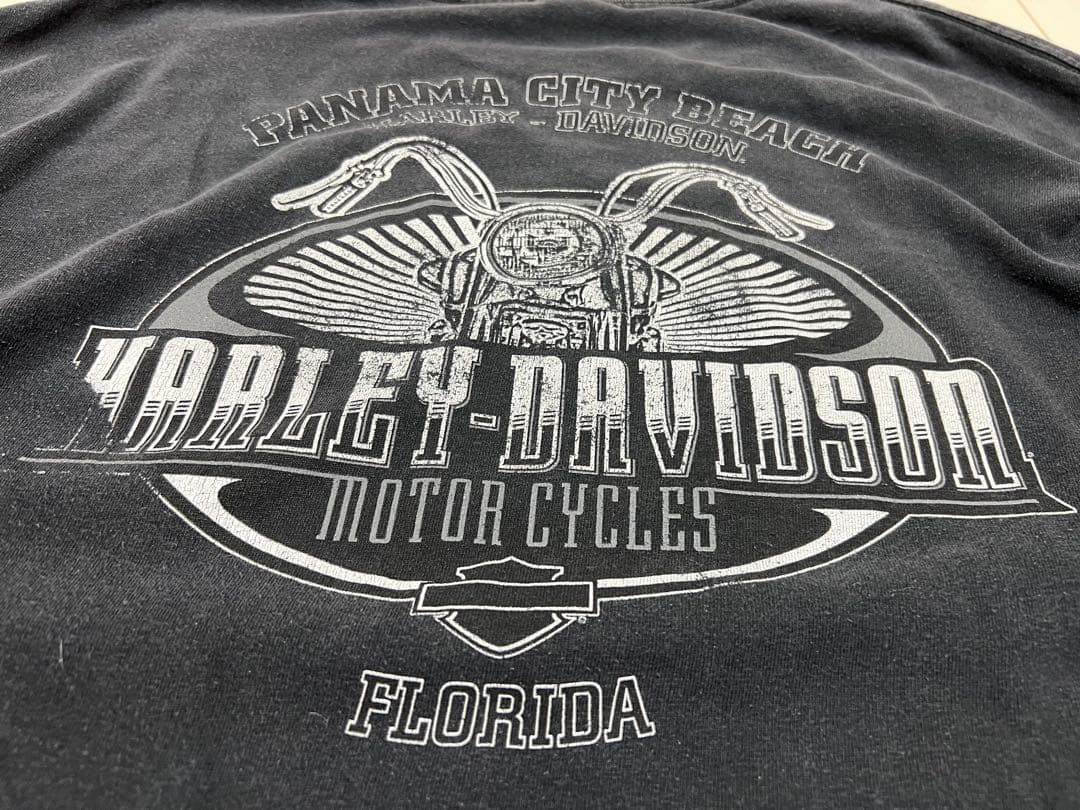 PANAMA CITY BEACH
HARLEY - DAVIDSON
HARLEY-DAVIDSON
MOTOR CYCLES
®
FLORIDA